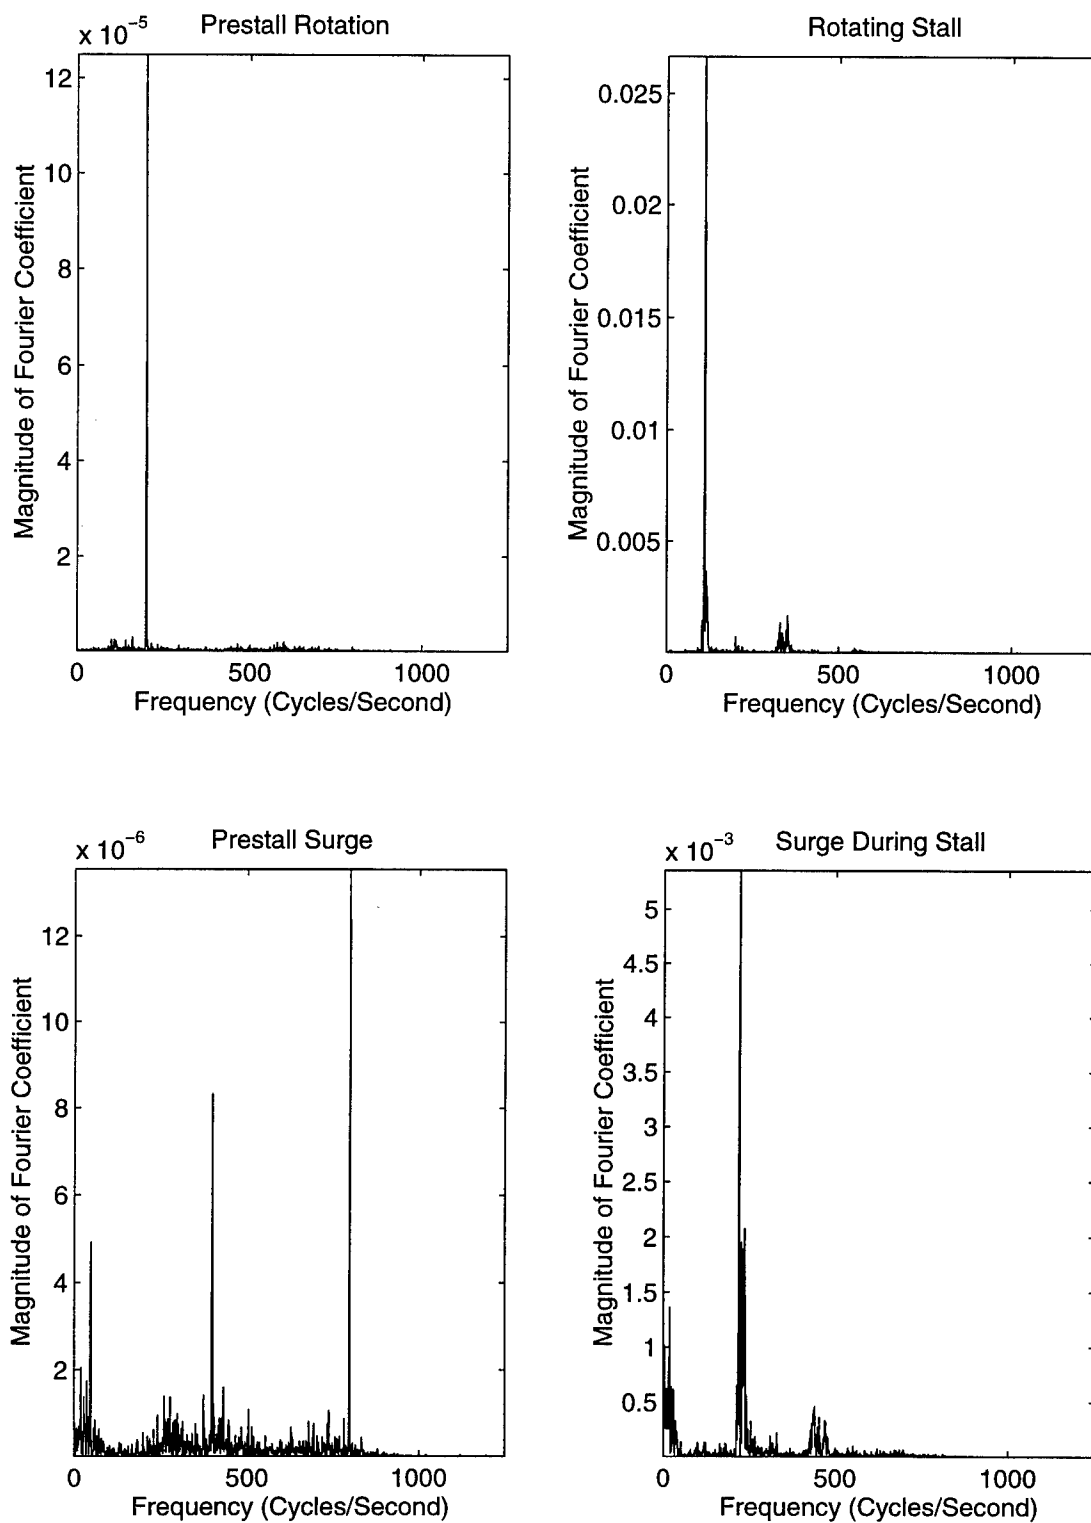 x 10⁻⁵ Prestall Rotation
12
10
8
6
4
2
0 500 1000
Frequency (Cycles/Second)
Magnitude of Fourier Coefficient
Rotating Stall
0.025
0.02
0.015
0.01
0.005
0 500 1000
Frequency (Cycles/Second)
Magnitude of Fourier Coefficient
x 10⁻⁶ Prestall Surge
12
10
8
6
4
2
0 500 1000
Frequency (Cycles/Second)
Magnitude of Fourier Coefficient
x 10⁻³ Surge During Stall
5
4.5
4
3.5
3
2.5
2
1.5
1
0.5
0 500 1000
Frequency (Cycles/Second)
Magnitude of Fourier Coefficient